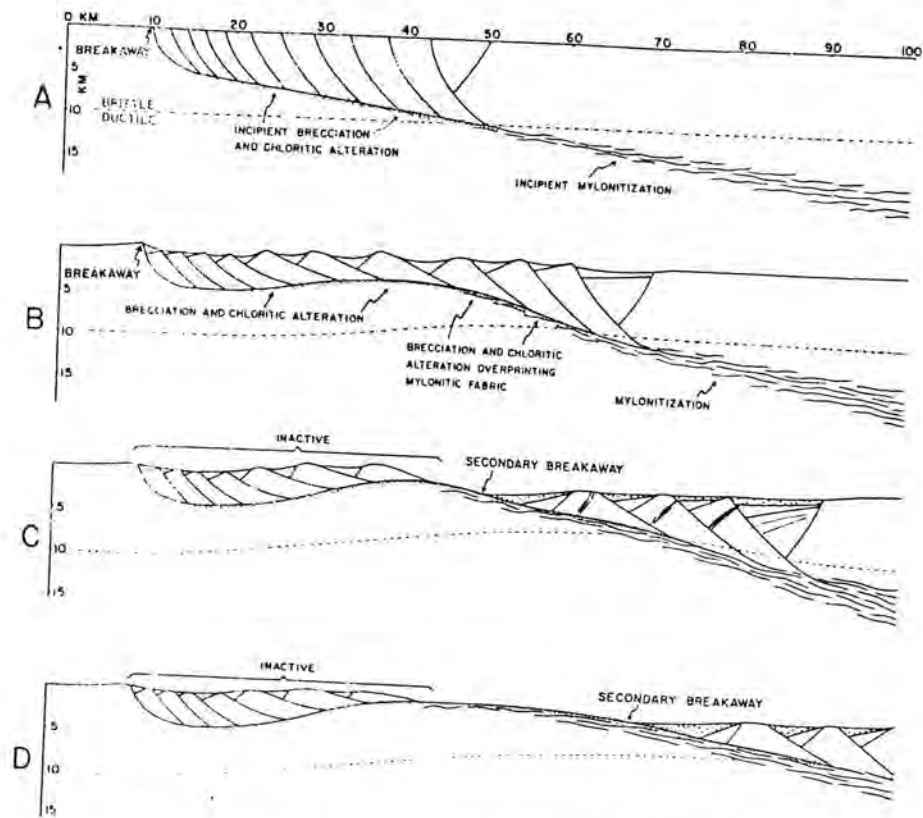 0 KM 10 20 30 40 50 60 70 80 90 100
BREAKAWAY
5
KM
A
10
BRITTLE
DUCTILE
15
INCIPIENT BRECCIATION
AND CHLORITIC ALTERATION
INCIPIENT MYLONITIZATION
BREAKAWAY
5
BRECCIATION AND CHLORITIC ALTERATION
B
10
15
BRECCIATION AND CHLORITIC
ALTERATION OVERPRINTING
MYLONITIC FABRIC
MYLONITIZATION
INACTIVE
SECONDARY BREAKAWAY
5
C
10
15
INACTIVE
SECONDARY BREAKAWAY
5
D
10
15